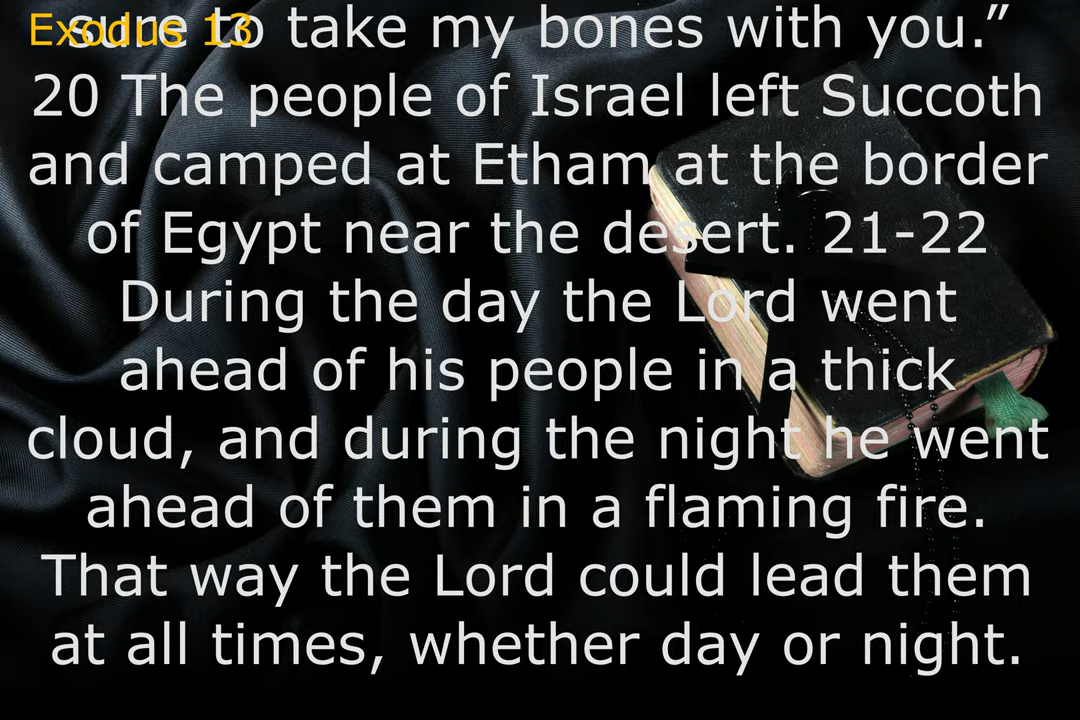 Exodus 13
sure to take my bones with you.”
20 The people of Israel left Succoth
and camped at Etham at the border
of Egypt near the desert. 21-22
During the day the Lord went
ahead of his people in a thick
cloud, and during the night he went
ahead of them in a flaming fire.
That way the Lord could lead them
at all times, whether day or night.